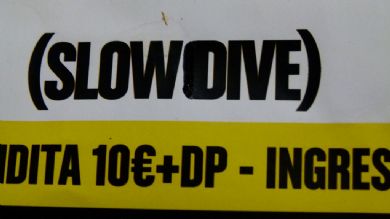 (SLOWDIVE)
NDITA 10€+DP - INGRES